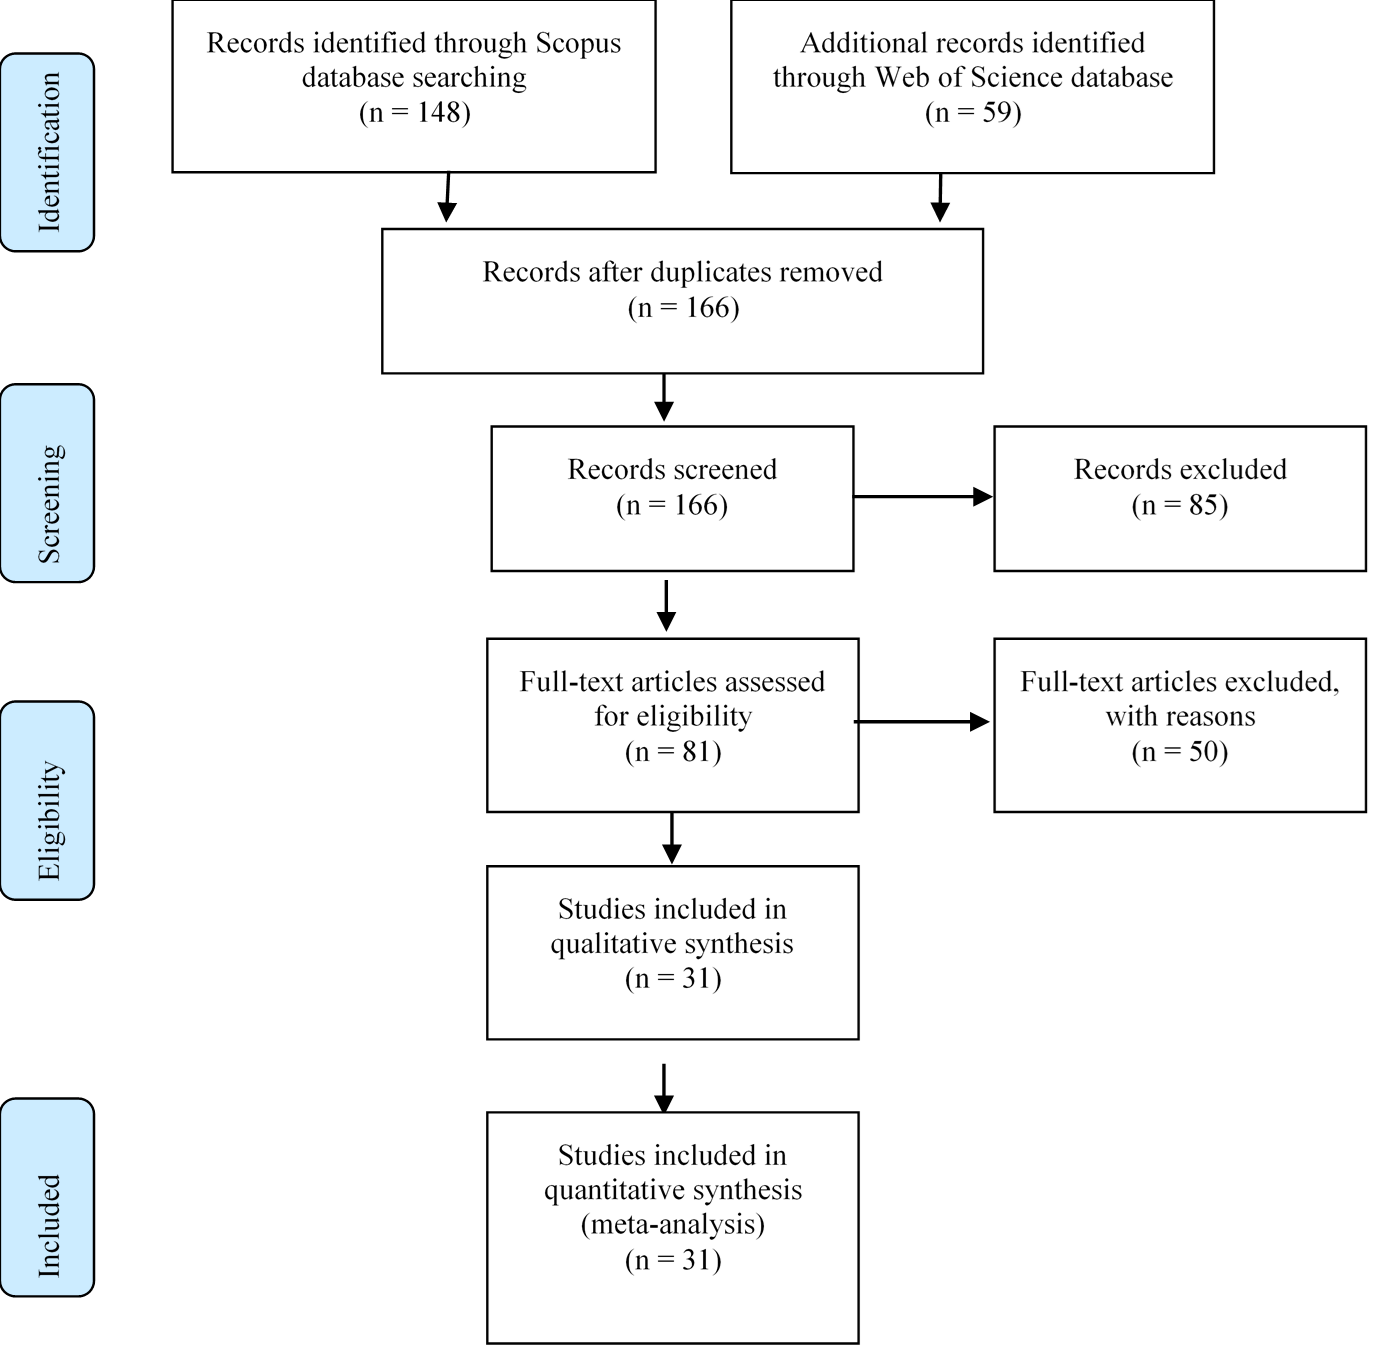 Records identified through Scopus
database searching
(n = 148)
Additional records identified
through Web of Science database
(n = 59)
Identification
Records after duplicates removed
(n = 166)
Screening
Records screened
(n = 166)
Records excluded
(n = 85)
Full-text articles assessed
for eligibility
(n = 81)
Full-text articles excluded,
with reasons
(n = 50)
Eligibility
Studies included in
qualitative synthesis
(n = 31)
Included
Studies included in
quantitative synthesis
(meta-analysis)
(n = 31)